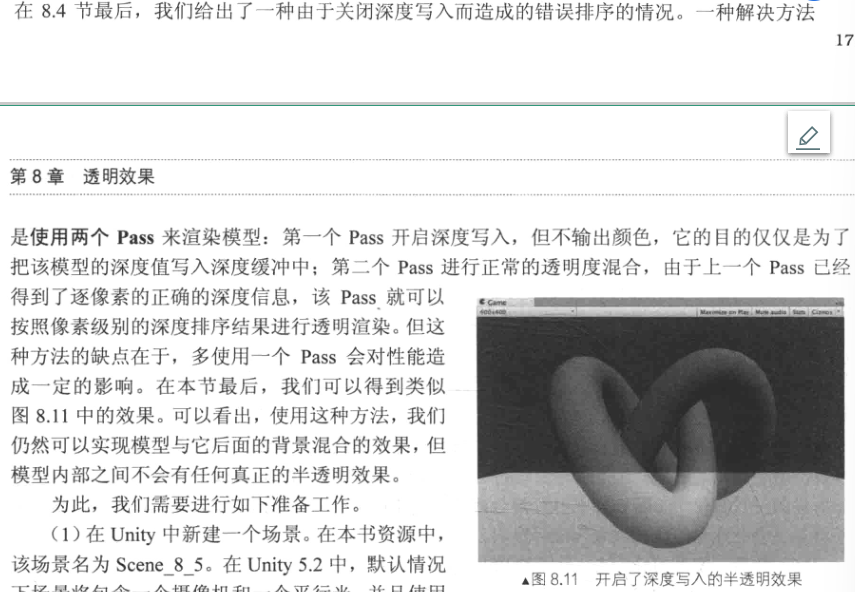 在 8.4 节最后，我们给出了一种由于关闭深度写入而造成的错误排序的情况。一种解决方法
17
第 8 章 透明效果
是使用两个 Pass 来渲染模型：第一个 Pass 开启深度写入，但不输出颜色，它的目的仅仅是为了
把该模型的深度值写入深度缓冲中；第二个 Pass 进行正常的透明度混合，由于上一个 Pass 已经
得到了逐像素的正确的深度信息，该 Pass 就可以
按照像素级别的深度排序结果进行透明渲染。但这
种方法的缺点在于，多使用一个 Pass 会对性能造
成一定的影响。在本节最后，我们可以得到类似
图 8.11 中的效果。可以看出，使用这种方法，我们
仍然可以实现模型与它后面的背景混合的效果，但
模型内部之间不会有任何真正的半透明效果。
为此，我们需要进行如下准备工作。
（1）在 Unity 中新建一个场景。在本书资源中，
该场景名为 Scene_8_5。在 Unity 5.2 中，默认情况
下场景将包含一个摄像机和一个平行光，并且使用
Game
400x400
Maximize on Play Mute audio Stats Gizmos
▲图 8.11 开启了深度写入的半透明效果